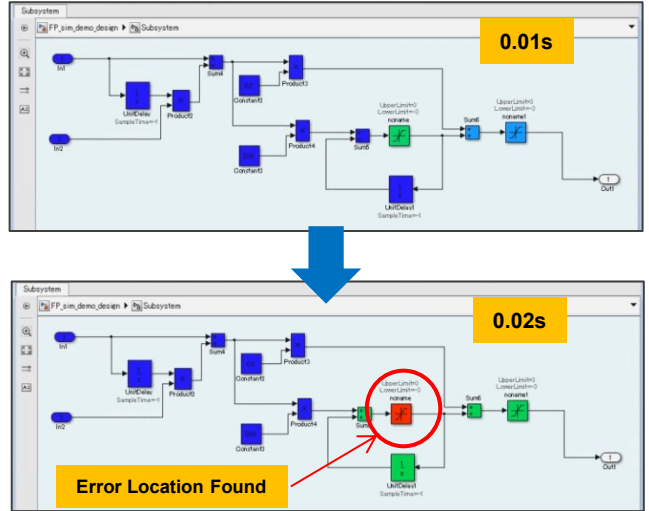 Subsystem
FP_sim_demo_design ▶ Subsystem
0.01s
In1
Sum4
Product3
Constant2
UnitDelay
SampleTime=-1
Product2
UpperLimit=0
LowerLimit=-0
noname
UpperLimit=0
LowerLimit=-0
noname1
Sum6
In2
Product4
Sum5
Constant3
1
Out1
UnitDelay1
SampleTime=-1
Subsystem
FP_sim_demo_design ▶ Subsystem
0.02s
In1
Sum4
Product3
Constant2
UnitDelay
SampleTime=-1
Product2
UpperLimit=0
LowerLimit=-0
noname
UpperLimit=0
LowerLimit=-0
noname1
Sum6
In2
Product4
Constant3
1
Out1
UnitDelay1
SampleTime=-1
Error Location Found